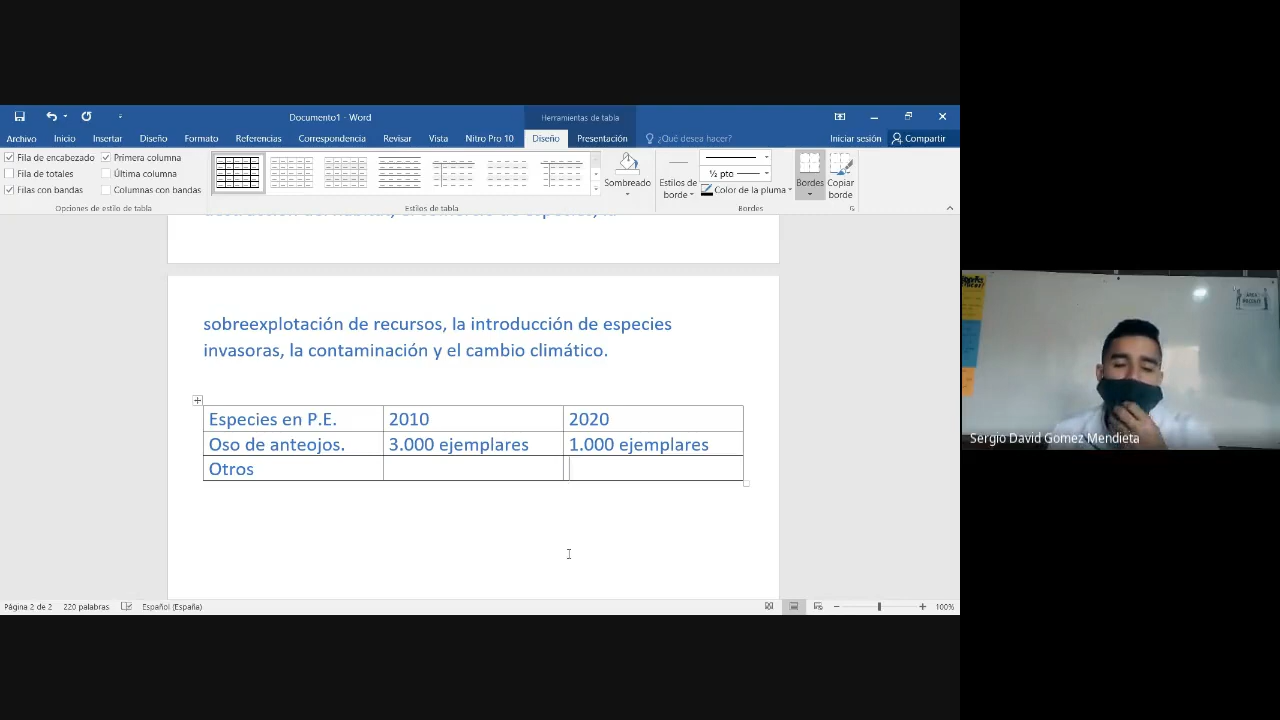 Documento1 - Word
Herramientas de tabla
Archivo Inicio Insertar Diseño Formato Referencias Correspondencia Revisar Vista Nitro Pro 10 Diseño Presentación ¿Qué desea hacer? Iniciar sesión Compartir
Fila de encabezado Primera columna
Fila de totales Última columna
Filas con bandas Columnas con bandas
Opciones de estilo de tabla
Estilos de tabla
Sombreado
Estilos de borde
½ pto
Color de la pluma
Bordes
Copiar borde
Bordes
sobreexplotación de recursos, la introducción de especies
invasoras, la contaminación y el cambio climático.
Especies en P.E. 2010 2020
Oso de anteojos. 3.000 ejemplares 1.000 ejemplares
Otros
Página 2 de 2 220 palabras Español (España) 100%
Sergio David Gomez Mendieta